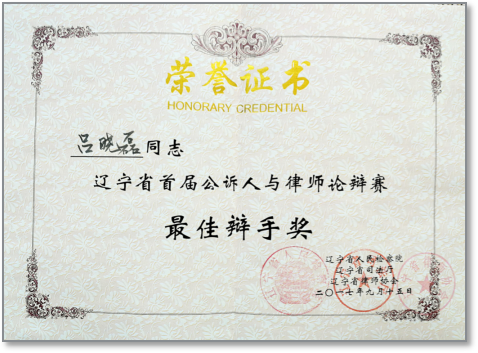 荣誉证书
HONORARY CREDENTIAL
吕晓磊同志
辽宁省首届公诉人与律师论辩赛
最佳辩手奖
辽宁省人民检察院
辽宁省司法厅
辽宁省律师协会
二〇一七年九月十五日